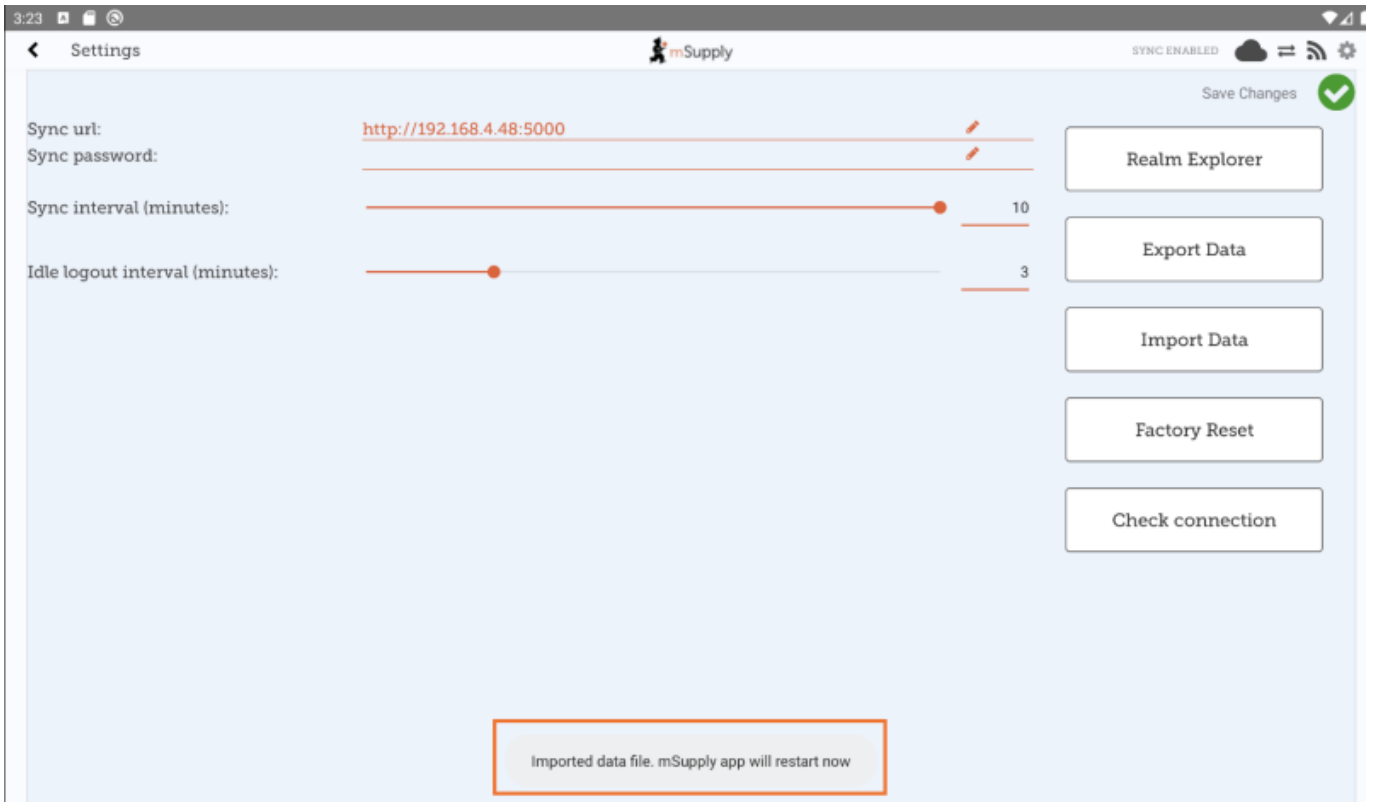 3:23
Settings
mSupply
SYNC ENABLED
Save Changes
Sync url:
http://192.168.4.48:5000
Sync password:
Sync interval (minutes):
10
Idle logout interval (minutes):
3
Realm Explorer
Export Data
Import Data
Factory Reset
Check connection
Imported data file. mSupply app will restart now